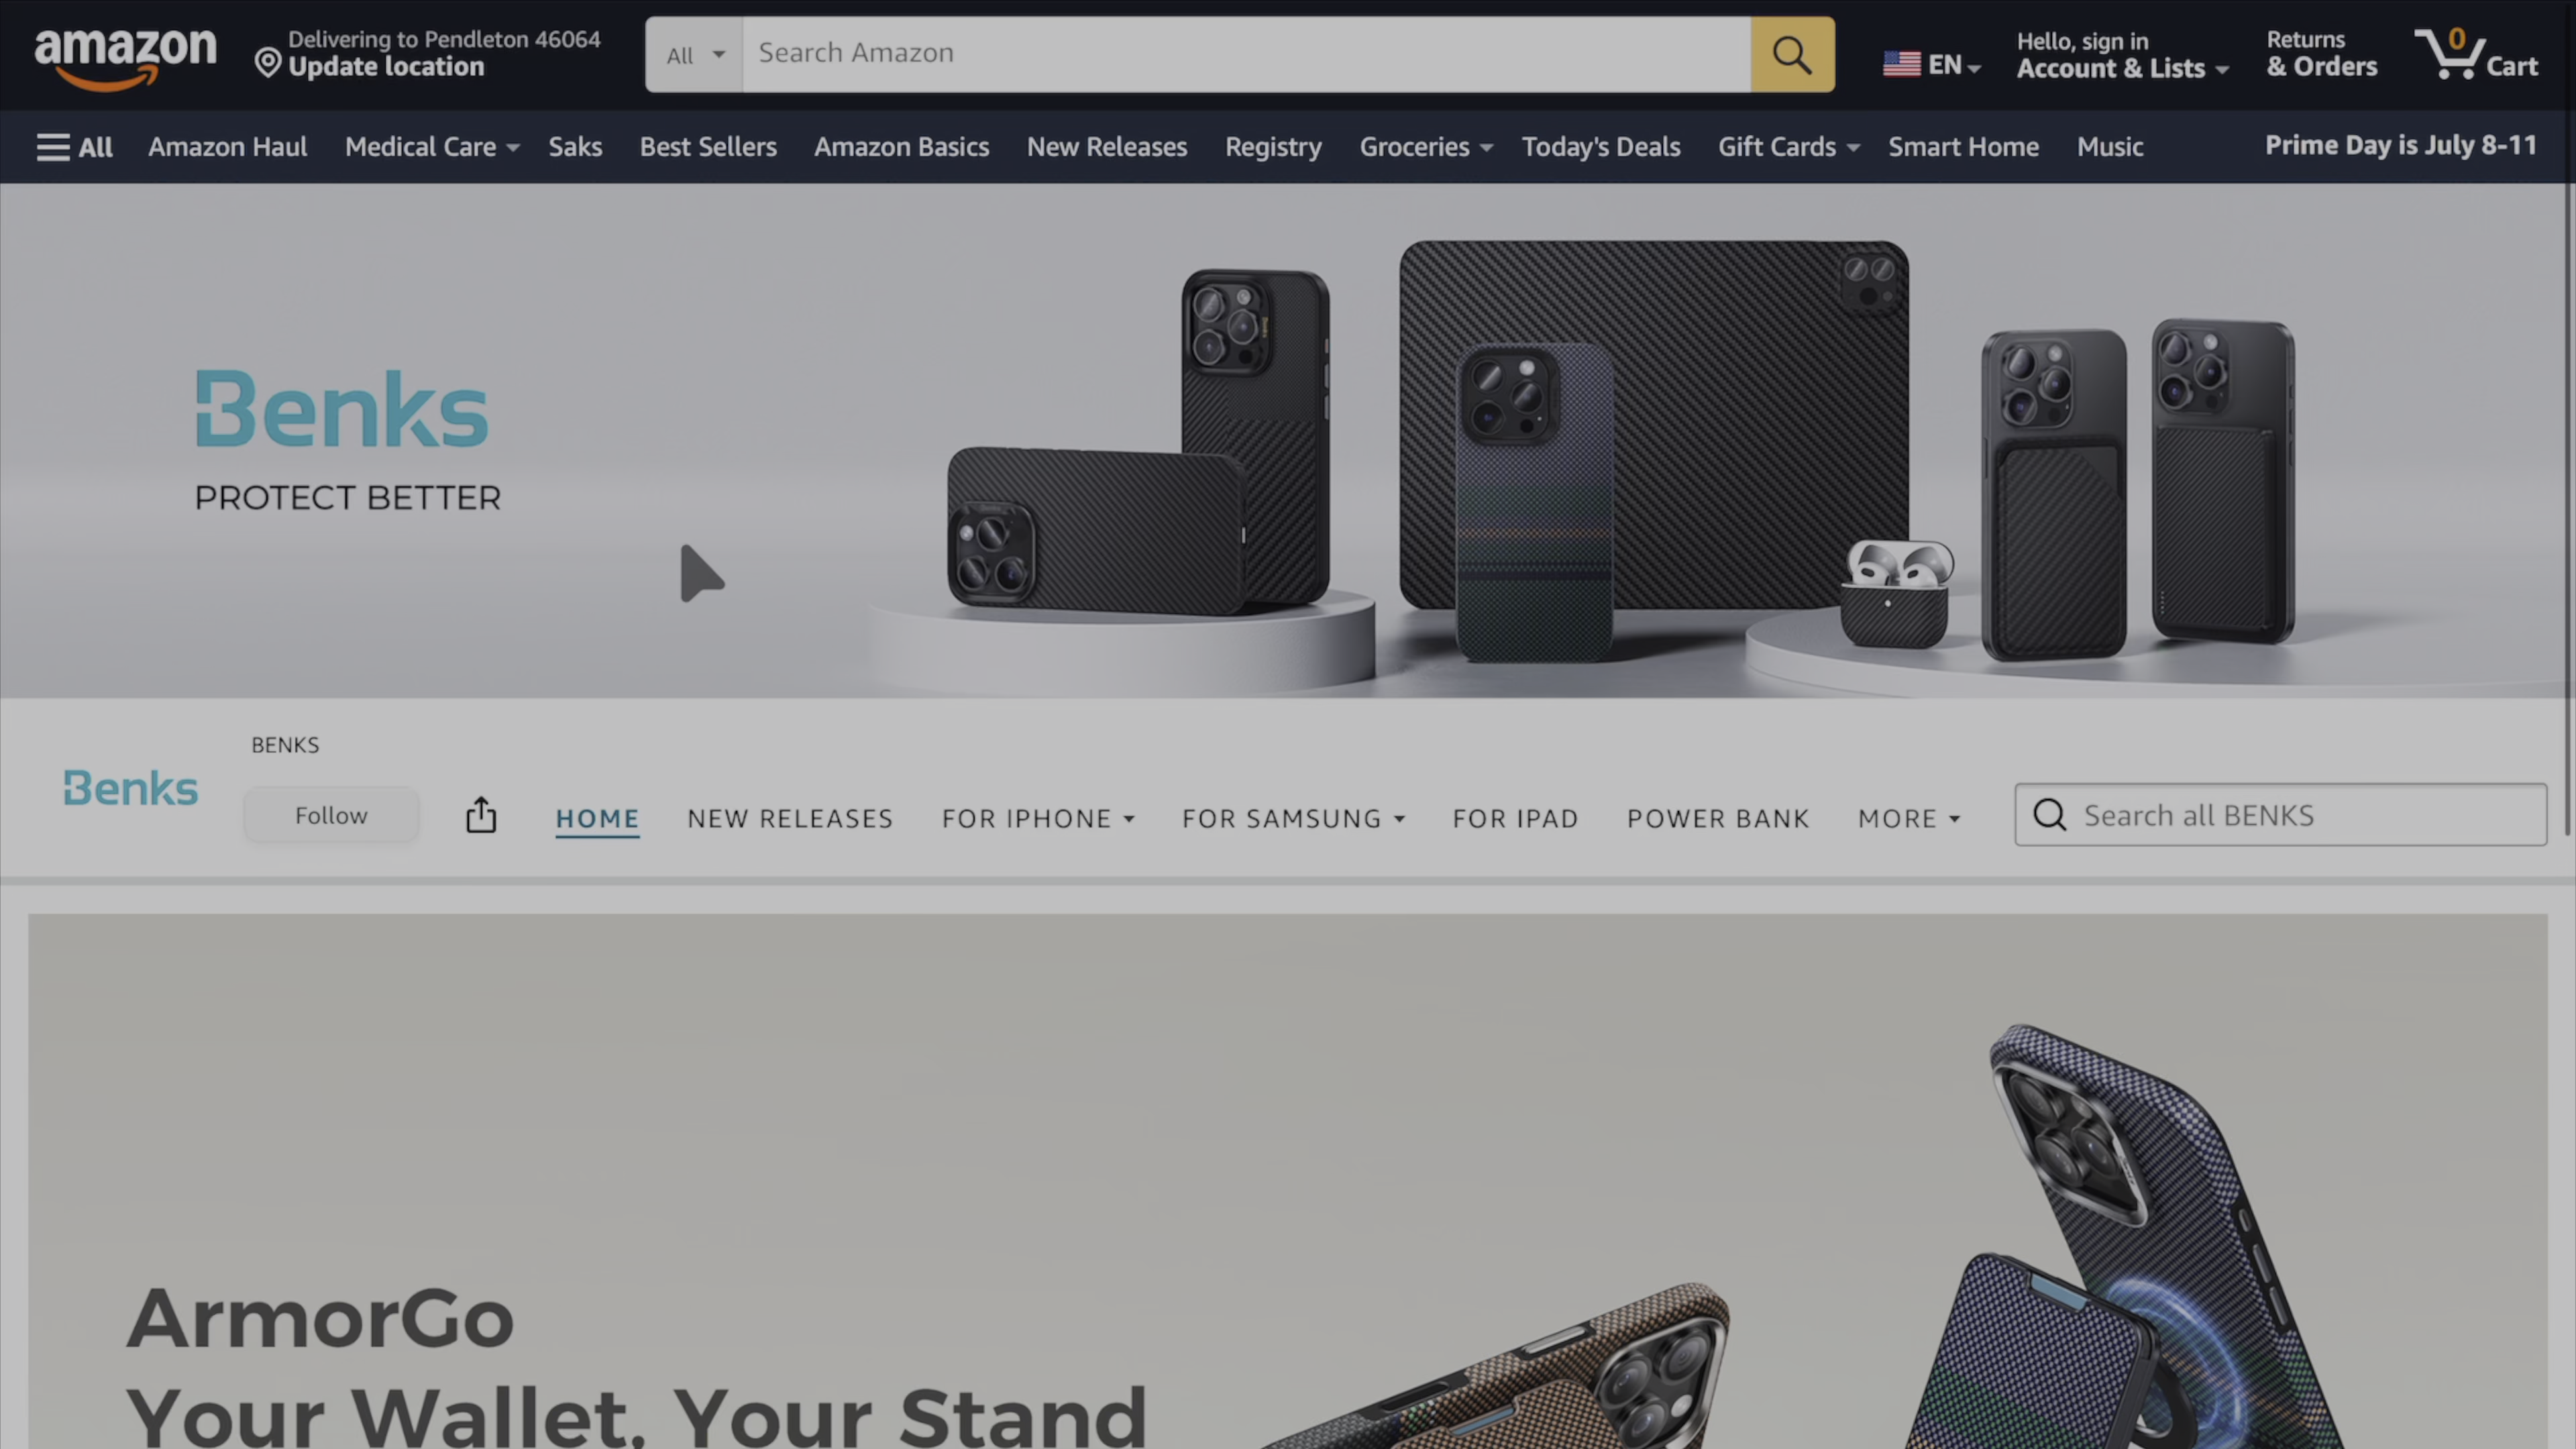 amazon
Delivering to Pendleton 46064
Update location
All
Search Amazon
EN
Hello, sign in
Account & Lists
Returns
& Orders
0
Cart
All
Amazon Haul
Medical Care
Saks
Best Sellers
Amazon Basics
New Releases
Registry
Groceries
Today's Deals
Gift Cards
Smart Home
Music
Prime Day is July 8-11
Benks
PROTECT BETTER
BENKS
Benks
Follow
HOME
NEW RELEASES
FOR IPHONE
FOR SAMSUNG
FOR IPAD
POWER BANK
MORE
Search all BENKS
ArmorGo
Your Wallet, Your Stand